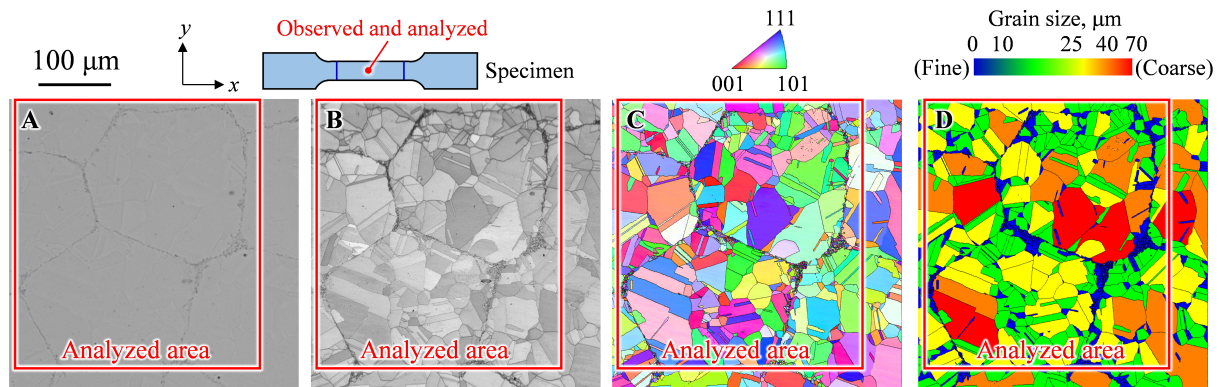 Observed and analyzed
y
x
100 μm
Specimen
111
001
101
Grain size, μm
0 10 25 40 70
(Fine)
(Coarse)
A
B
C
D
Analyzed area
Analyzed area
Analyzed area
Analyzed area